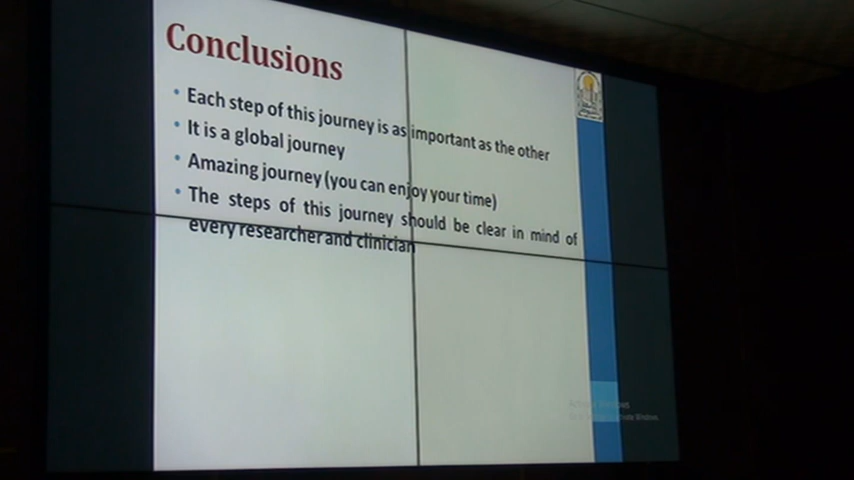 Conclusions
• Each step of this journey is as important as the other
• It is a global journey
• Amazing journey (you can enjoy your time)
• The steps of this journey should be clear in mind of
every researcher and clinician